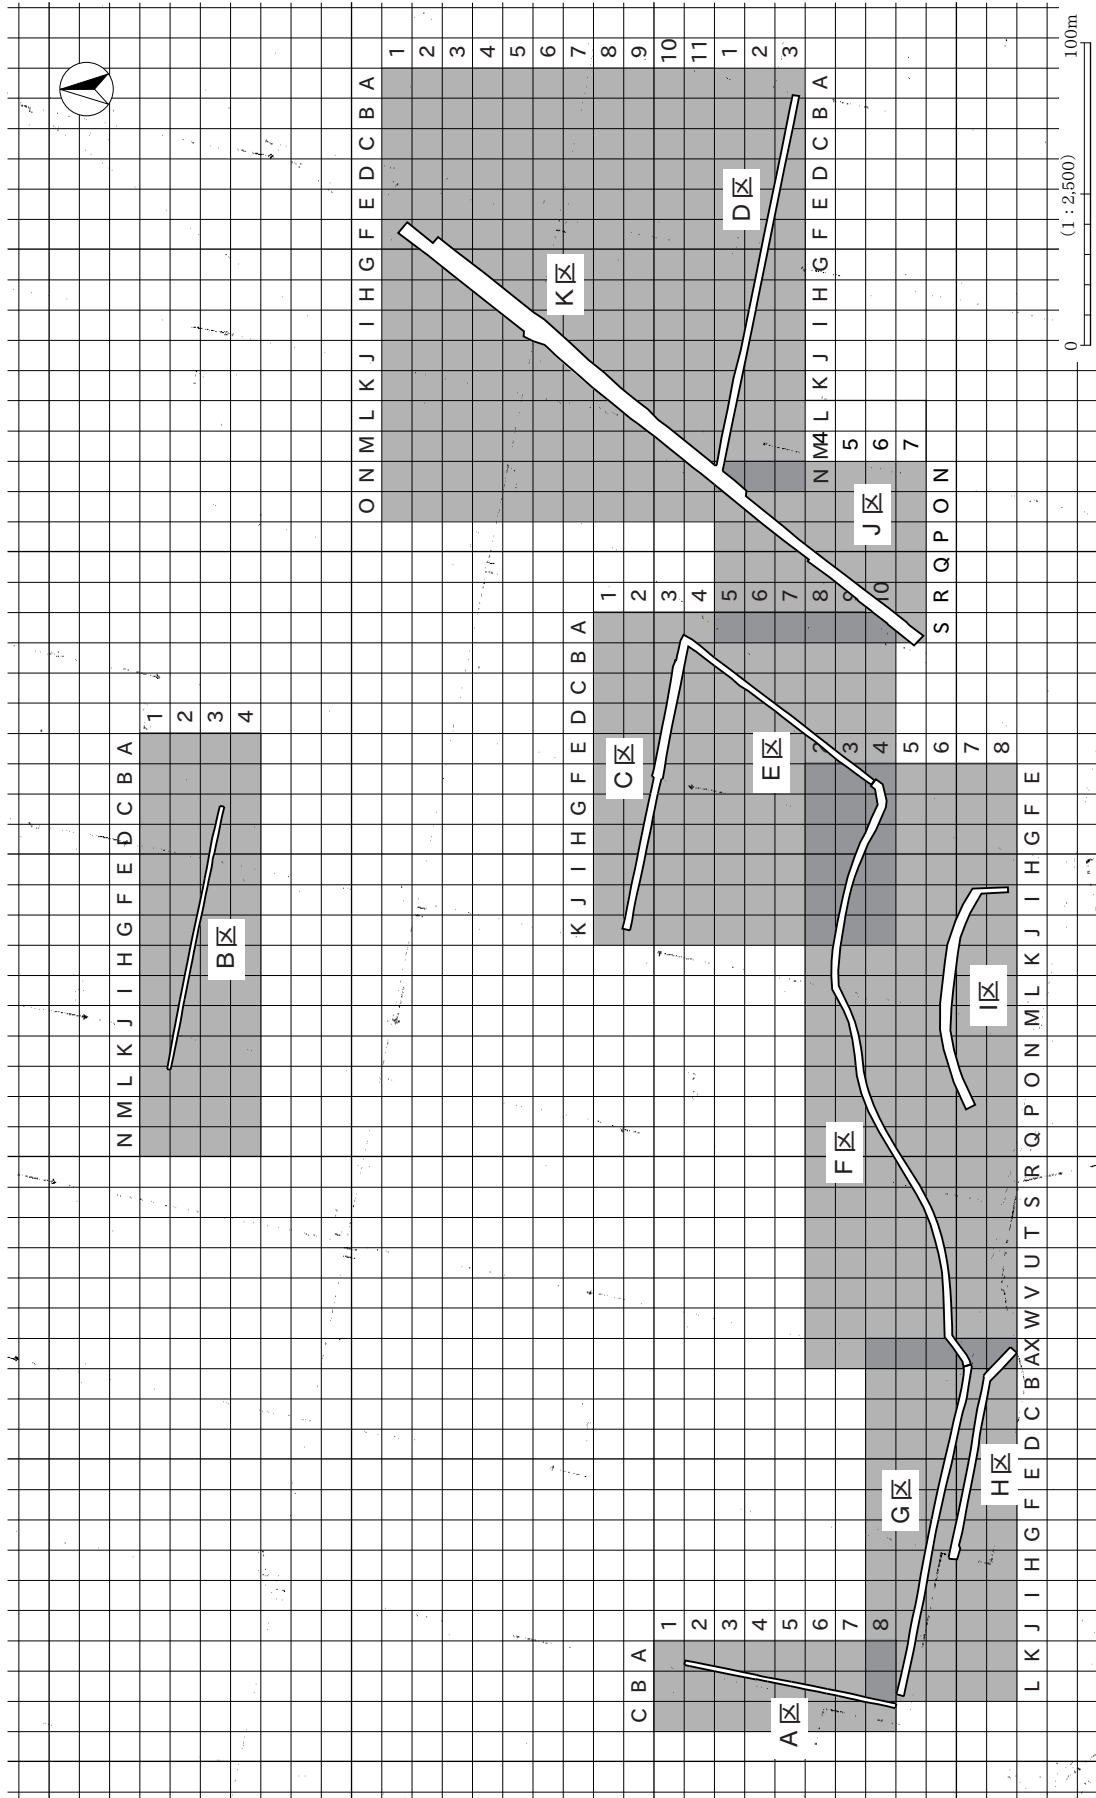 N M L K J I H G F E D C B A
1
2
3
4
B区
O N M L K J I H G F E D C B A
1
2
3
4
5
6
7
8
9
10
11
1
2
3
K区
D区
N M L K J I H G F E D C B A
K J I H G F E D C B A
1
2
3
4
5
6
7
8
9
10
C区
E区
4
5
6
7
J区
S R Q P O N
C B A
1
2
3
4
5
6
7
8
A区
2
3
4
5
6
7
8
F区
G区
I区
H区
L K J I H G F E D C B A X W V U T S R Q P O N M L K J I H G F E
0 (1:2,500) 100m